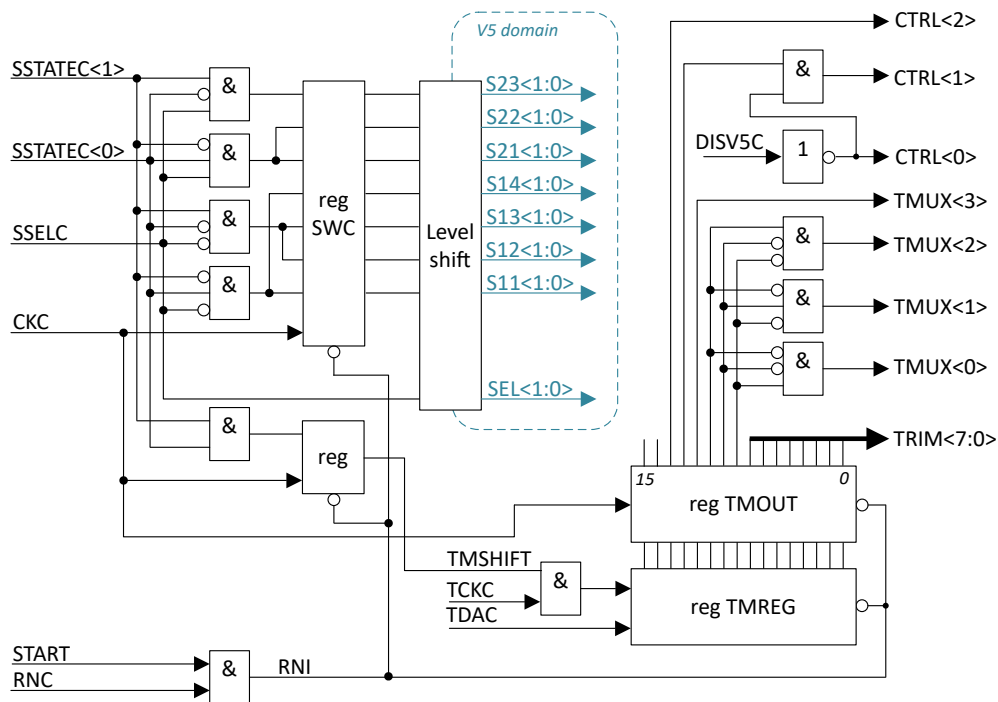 V5 domain
CTRL<2>
SSTATEC<1>
&
S23<1:0>
&
CTRL<1>
S22<1:0>
SSTATEC<0>
&
S21<1:0>
DISV5C
1
CTRL<0>
S14<1:0>
TMUX<3>
SSELC
&
reg
SWC
Level
shift
S13<1:0>
&
TMUX<2>
S12<1:0>
&
S11<1:0>
&
TMUX<1>
CKC
&
TMUX<0>
SEL<1:0>
&
reg
TRIM<7:0>
15
0
reg TMOUT
TMSHIFT
&
TCKC
TDAC
reg TMREG
START
&
RNI
RNC